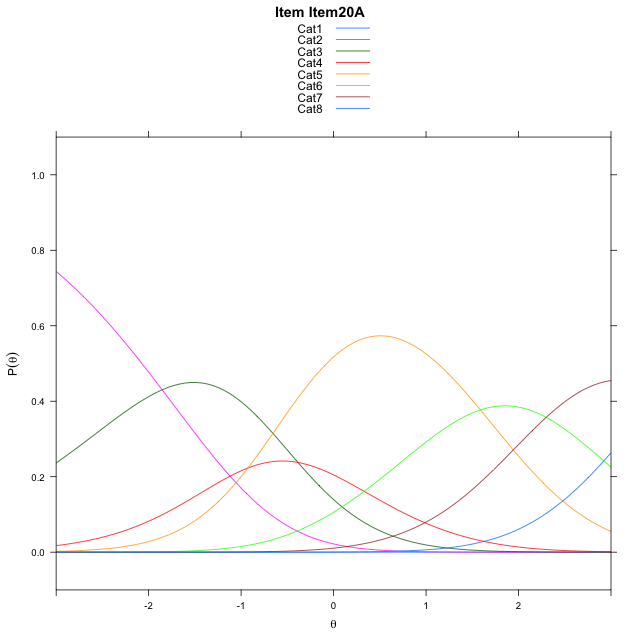 Item Item20A
Cat1
Cat2
Cat3
Cat4
Cat5
Cat6
Cat7
Cat8
1.0
0.8
0.6
0.4
0.2
0.0
P(θ)
-2 -1 0 1 2
θ